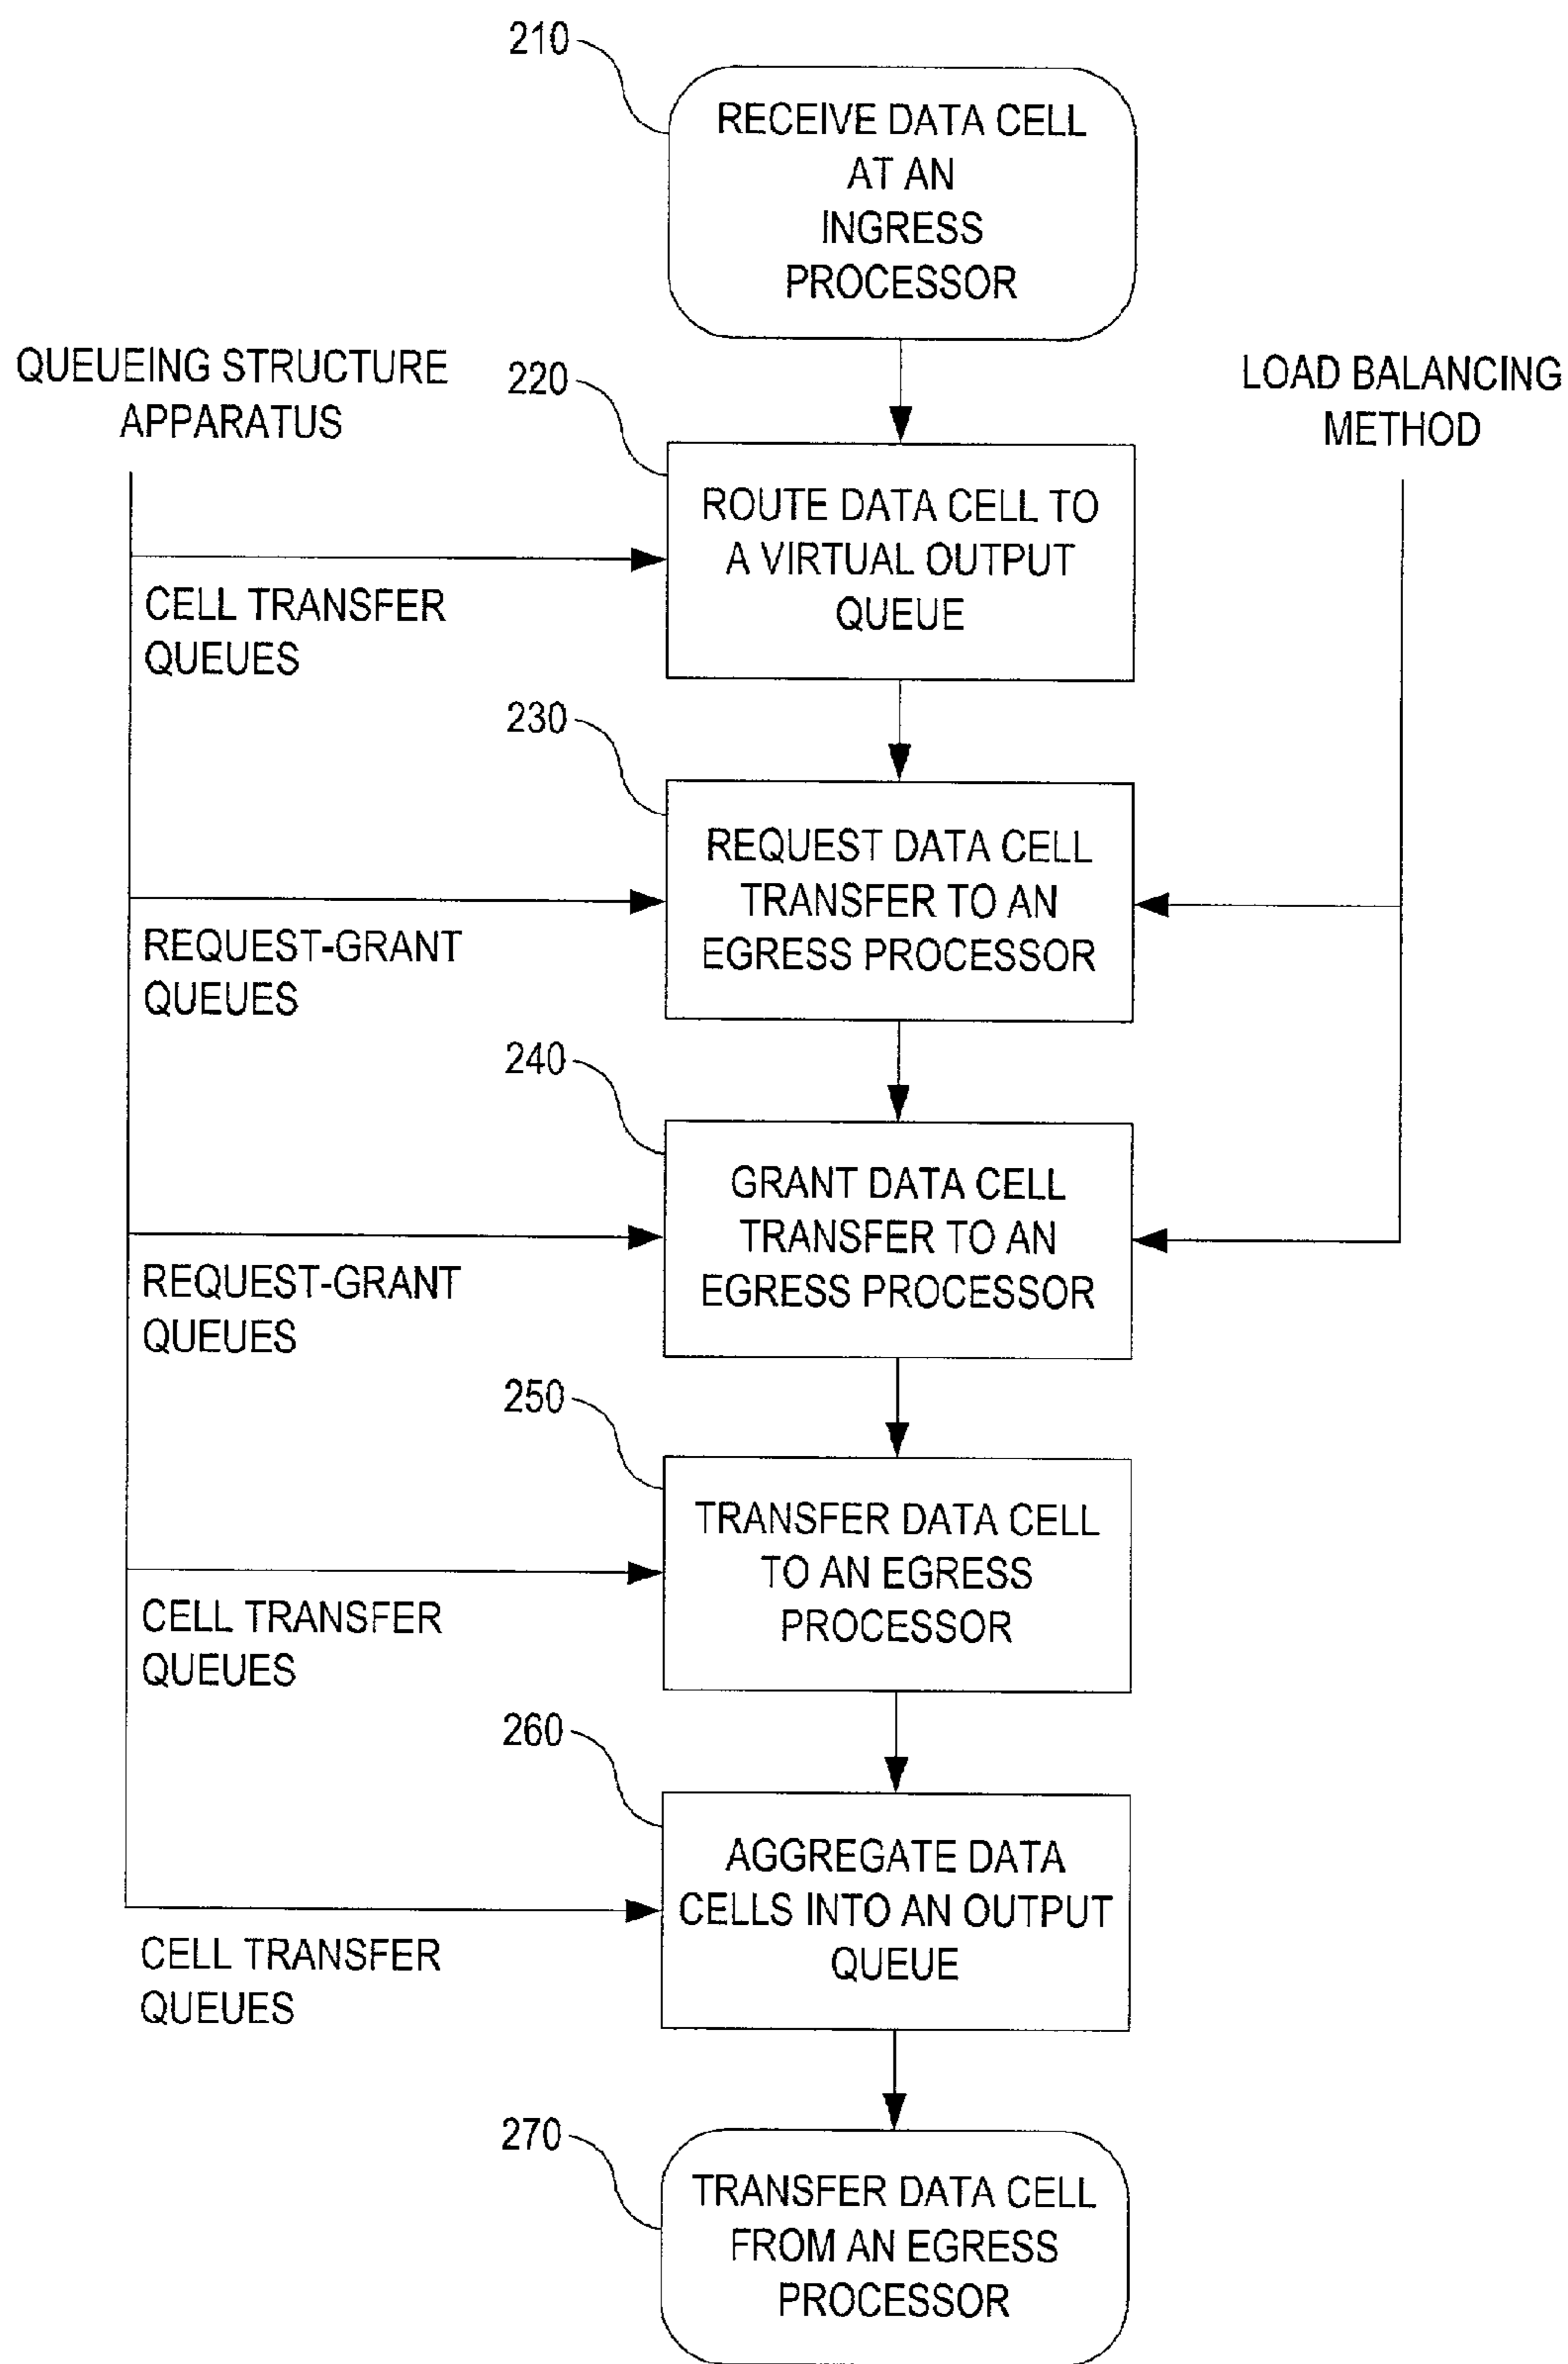 210
RECEIVE DATA CELL
AT AN
INGRESS
PROCESSOR
QUEUEING STRUCTURE
APPARATUS
LOAD BALANCING
METHOD
220
ROUTE DATA CELL TO
A VIRTUAL OUTPUT
QUEUE
CELL TRANSFER
QUEUES
230
REQUEST DATA CELL
TRANSFER TO AN
EGRESS PROCESSOR
REQUEST-GRANT
QUEUES
240
GRANT DATA CELL
TRANSFER TO AN
EGRESS PROCESSOR
REQUEST-GRANT
QUEUES
250
TRANSFER DATA CELL
TO AN EGRESS
PROCESSOR
CELL TRANSFER
QUEUES
260
AGGREGATE DATA
CELLS INTO AN OUTPUT
QUEUE
CELL TRANSFER
QUEUES
270
TRANSFER DATA CELL
FROM AN EGRESS
PROCESSOR